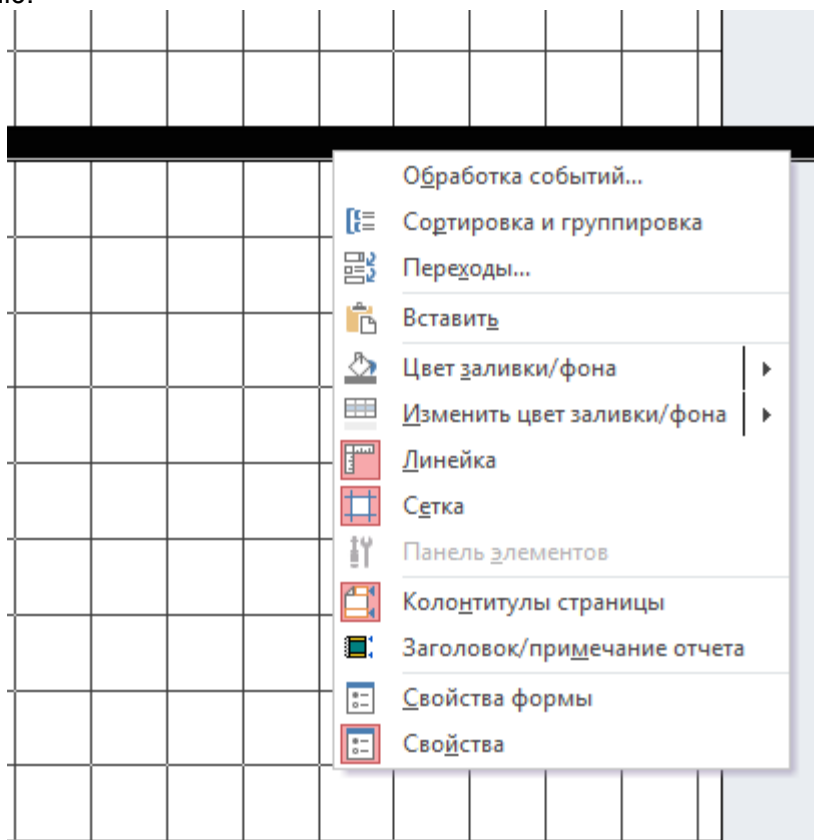 Обработка событий...
Сортировка и группировка
Переходы...
Вставить
Цвет заливки/фона
Изменить цвет заливки/фона
Линейка
Сетка
Панель элементов
Колонтитулы страницы
Заголовок/примечание отчета
Свойства формы
Свойства